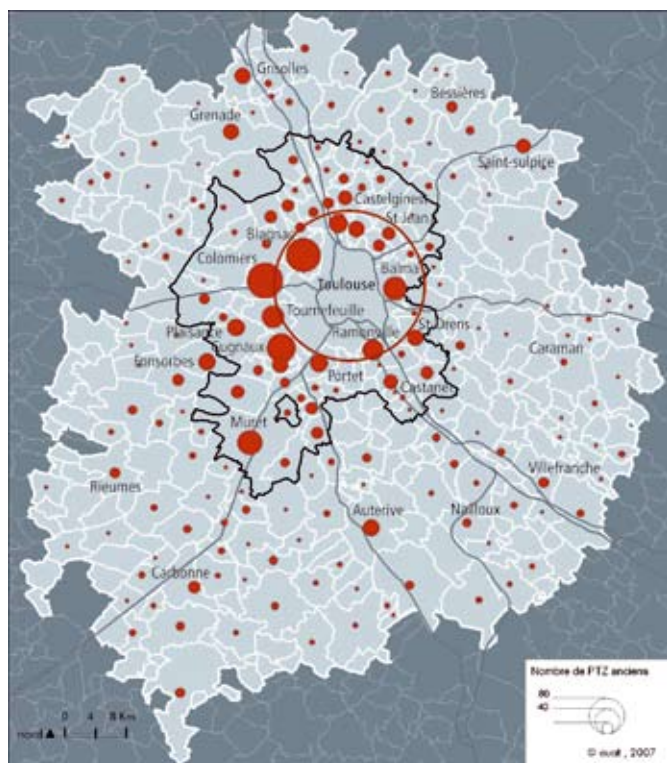 Grisolles
Bessières
Grenade
Saint-sulpice
Castelginest
St Jean
Blagnac
Colomiers
Balma
Toulouse
Tournefeuille
Plaisance
Ramonville
St Orens
Cugnaux
Fonsorbes
Caraman
Portet
Castanet
Muret
Rieumes
Villefranche
Auterive
Nailloux
Carbonne
Nombre de PTZ anciens
80
40
nord 0 4 8 Km
© auat, 2007